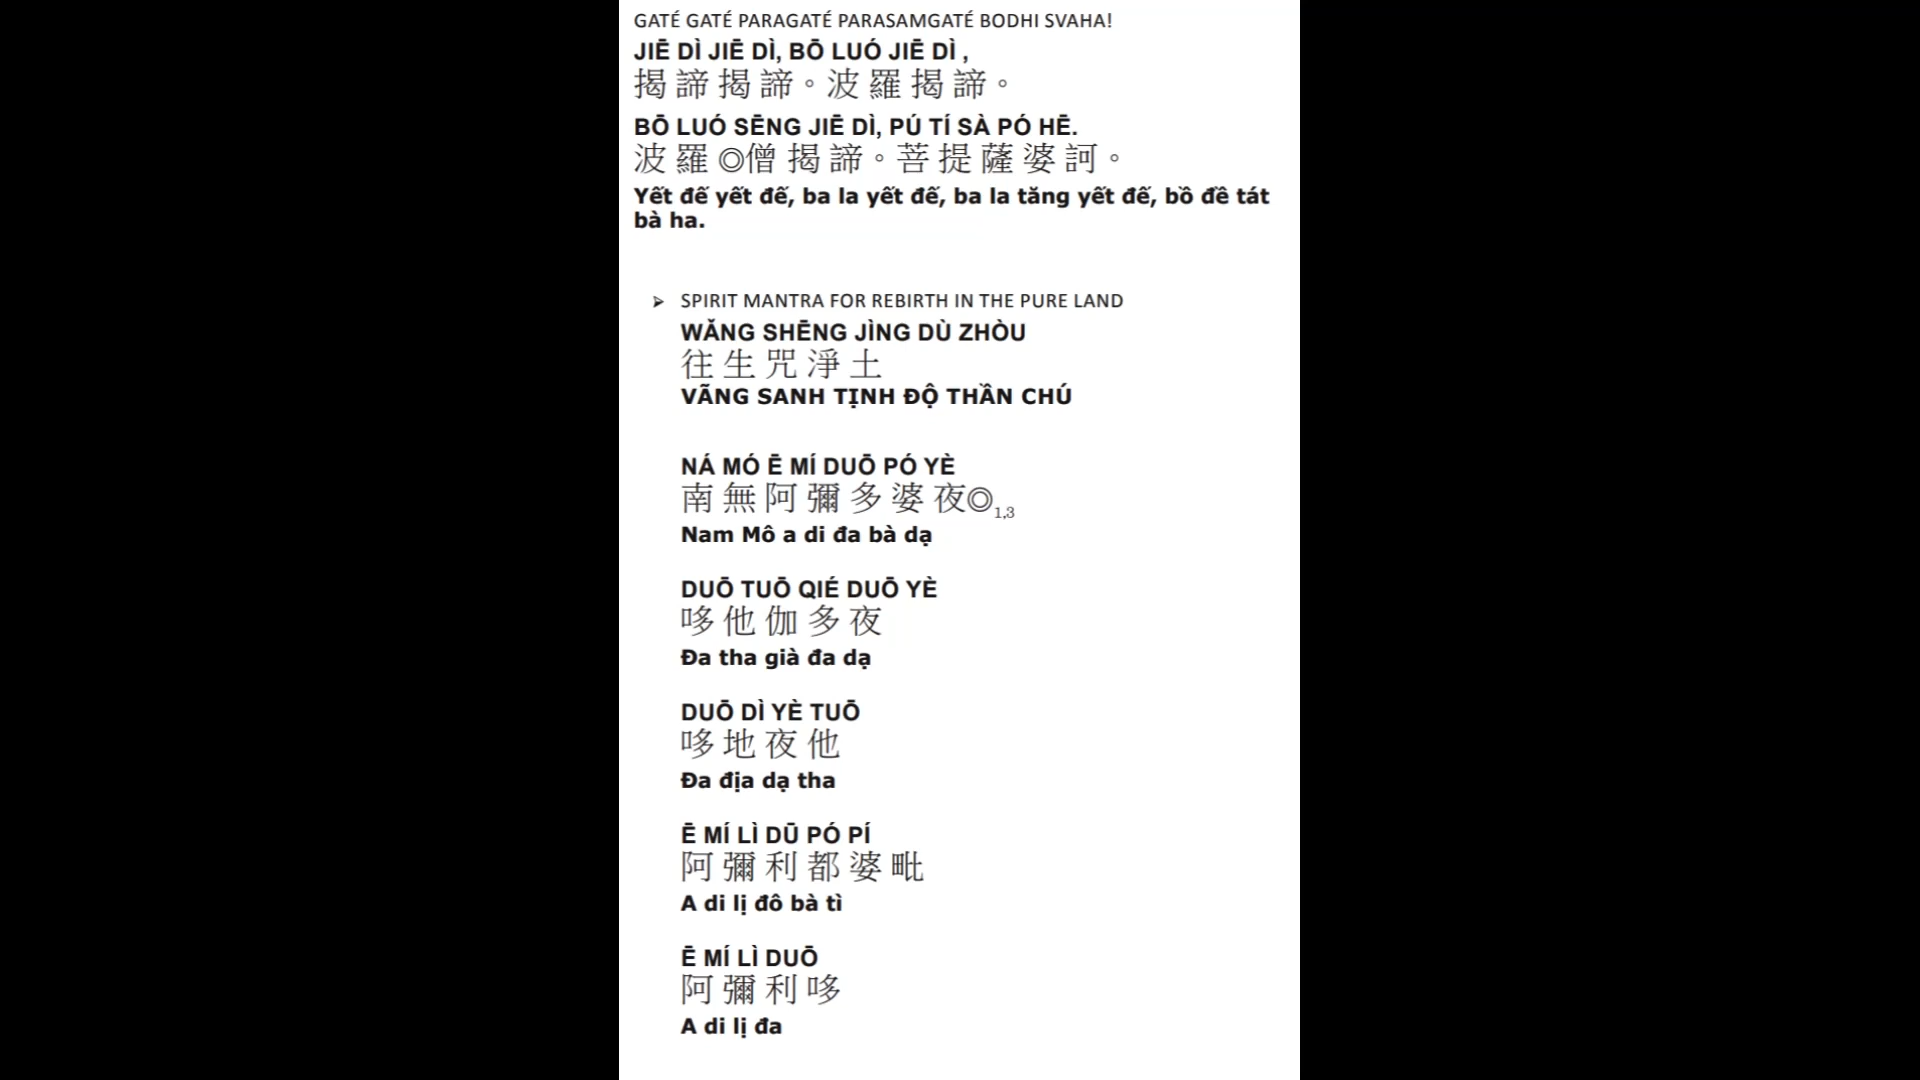 GATÉ GATÉ PARAGATÉ PARASAMGATÉ BODHI SVAHA!
JIĒ DÌ JIĒ DÌ, BŌ LUÓ JIĒ DÌ ,
揭 諦 揭 諦。波 羅 揭 諦。
BŌ LUÓ SĒNG JIĒ DÌ, PÚ TÍ SÀ PÓ HĒ.
波 羅 ◎僧 揭 諦。菩 提 薩 婆 訶。
Yết đế yết đế, ba la yết đế, ba la tăng yết đế, bồ đề tát
bà ha.
➢ SPIRIT MANTRA FOR REBIRTH IN THE PURE LAND
WǍNG SHĒNG JÌNG DÙ ZHÒU
往 生 咒 淨 土
VÃNG SANH TỊNH ĐỘ THẦN CHÚ
NÁ MÓ Ē MÍ DUŌ PÓ YÈ
南 無 阿 彌 多 婆 夜◎1,3
Nam Mô a di đa bà dạ
DUŌ TUŌ QIÉ DUŌ YÈ
哆 他 伽 多 夜
Đa tha già đa dạ
DUŌ DÌ YÈ TUŌ
哆 地 夜 他
Đa địa dạ tha
Ē MÍ LÌ DŪ PÓ PÍ
阿 彌 利 都 婆 毗
A di lị đô bà tì
Ē MÍ LÌ DUŌ
阿 彌 利 哆
A di lị đa